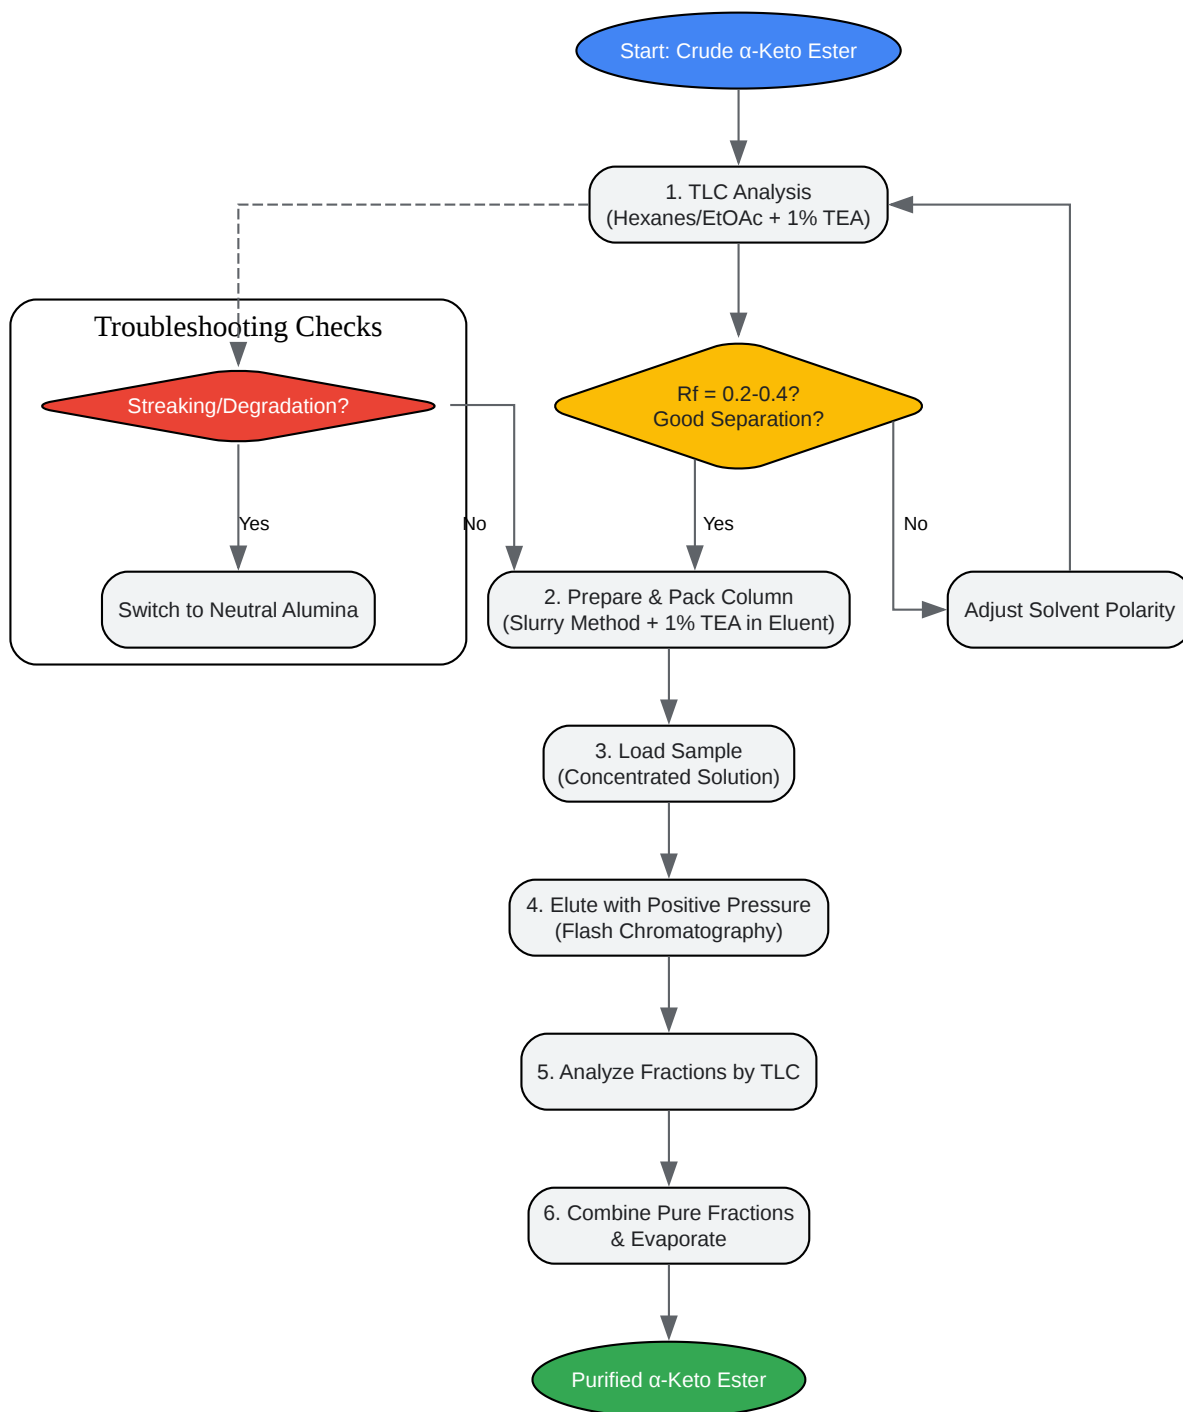 Start: Crude α-Keto Ester
1. TLC Analysis
(Hexanes/EtOAc + 1% TEA)
Troubleshooting Checks
Streaking/Degradation?
Rf = 0.2-0.4?
Good Separation?
Yes
No
Yes
No
Switch to Neutral Alumina
2. Prepare & Pack Column
(Slurry Method + 1% TEA in Eluent)
Adjust Solvent Polarity
3. Load Sample
(Concentrated Solution)
4. Elute with Positive Pressure
(Flash Chromatography)
5. Analyze Fractions by TLC
6. Combine Pure Fractions
& Evaporate
Purified α-Keto Ester